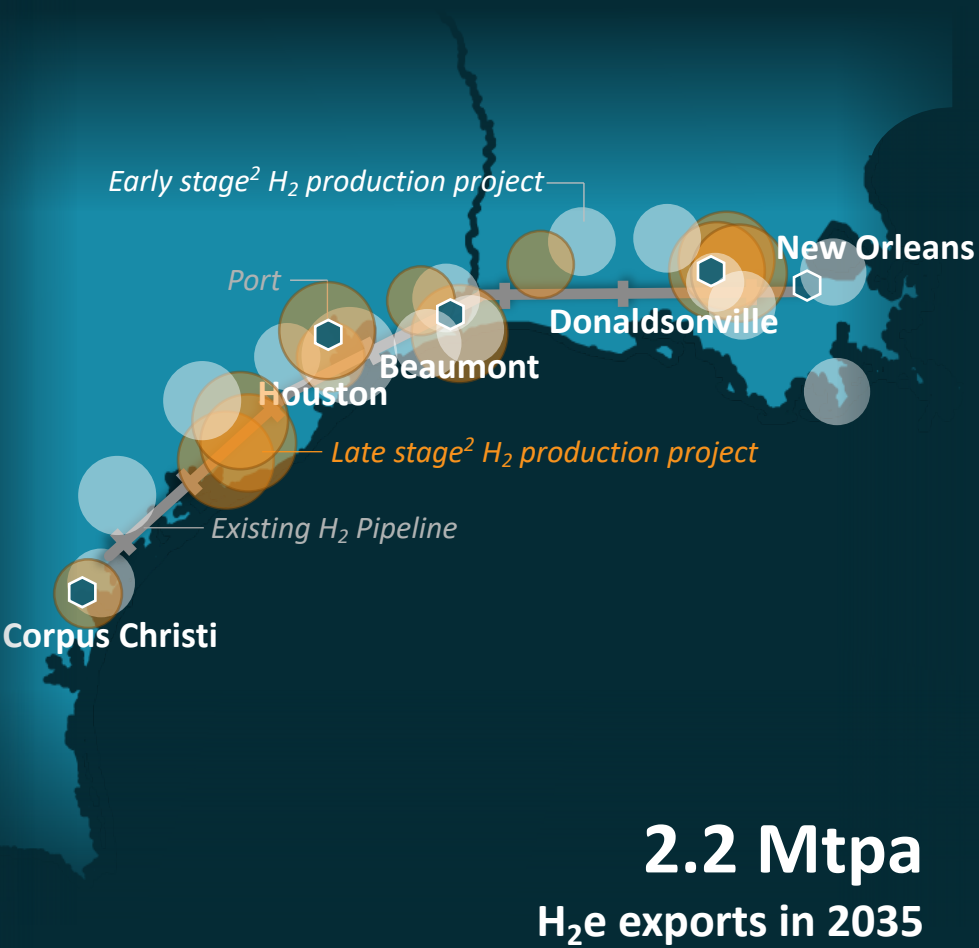 Early stage² H₂ production project
New Orleans
Port
Donaldsonville
Beaumont
Houston
Late stage² H₂ production project
Existing H₂ Pipeline
Corpus Christi
2.2 Mtpa
H₂e exports in 2035